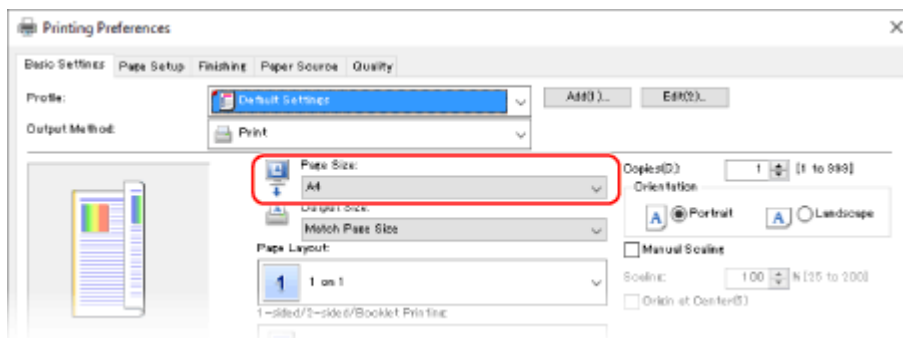 Printing Preferences
Basic Settings Page Setup Finishing Paper Source Quality
Profile: Default Settings Add(1)... Edit(2)...
Output Method: Print
Page Size: Copies(D): 1 [1 to 999]
A4 Orientation
Output Size: A Portrait A Landscape
Match Page Size
Page Layout: Manual Scaling
1 1 on 1 Scaling: 100 % [25 to 200]
Origin at Center(5)
1-sided/2-sided/Booklet Printing: